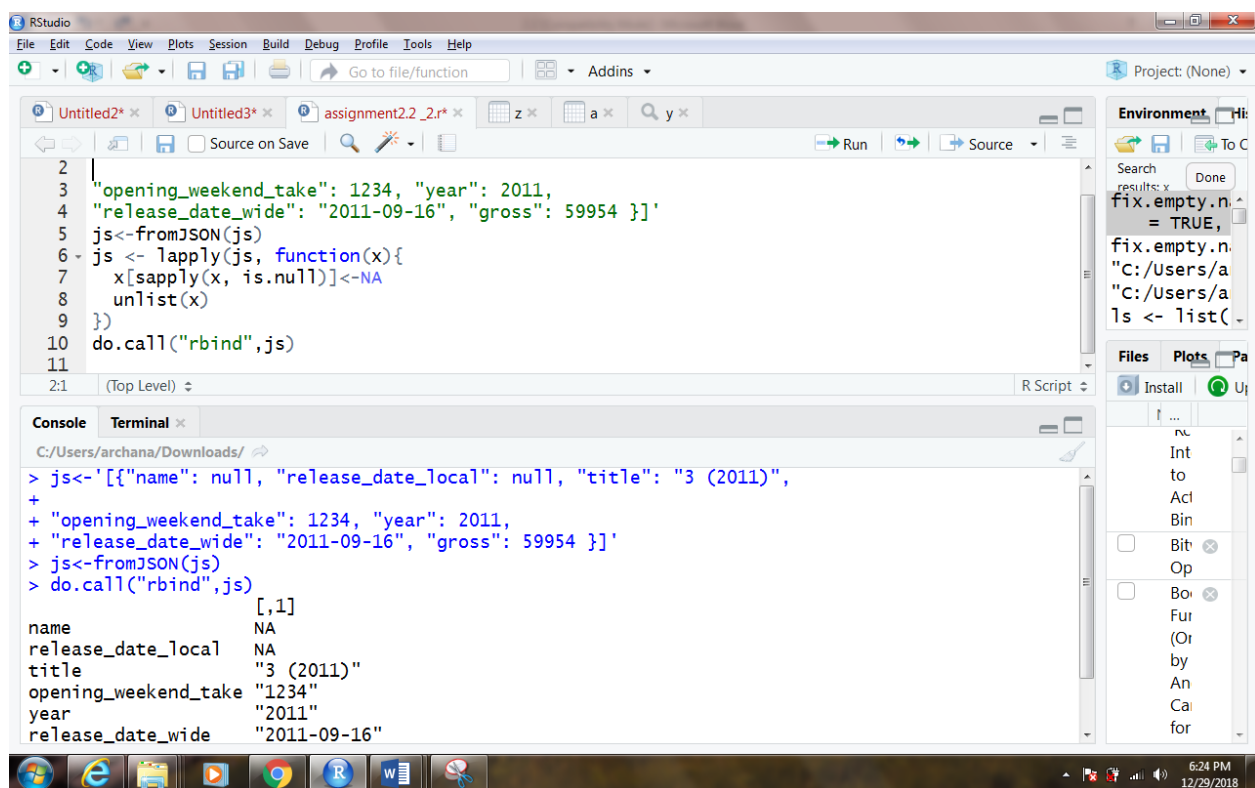 RStudio
File Edit Code View Plots Session Build Debug Profile Tools Help
Go to file/function Addins Project: (None)
Untitled2* Untitled3* assignment2.2 _2.r* z a y
Source on Save Run Source
2
3 "opening_weekend_take": 1234, "year": 2011,
4 "release_date_wide": "2011-09-16", "gross": 59954 }]'
5 js<-fromJSON(js)
6 js <- lapply(js, function(x){
7 x[sapply(x, is.null)]<-NA
8 unlist(x)
9 })
10 do.call("rbind",js)
11
2:1 (Top Level) R Script
Console Terminal
C:/Users/archana/Downloads/
> js<-'[{"name": null, "release_date_local": null, "title": "3 (2011)",
+
+ "opening_weekend_take": 1234, "year": 2011,
+ "release_date_wide": "2011-09-16", "gross": 59954 }]'
> js<-fromJSON(js)
> do.call("rbind",js)
[,1]
name NA
release_date_local NA
title "3 (2011)"
opening_weekend_take "1234"
year "2011"
release_date_wide "2011-09-16"
Environment His
To C
Search
results: x
Done
fix.empty.n
= TRUE,
fix.empty.n
"C:/Users/a
"C:/Users/a
ls <- list(
Files Plots Pa
Install
Int
to
Act
Bin
Bit
Op
Bo
Fur
(Or
by
An
Ca
for
6:24 PM
12/29/2018